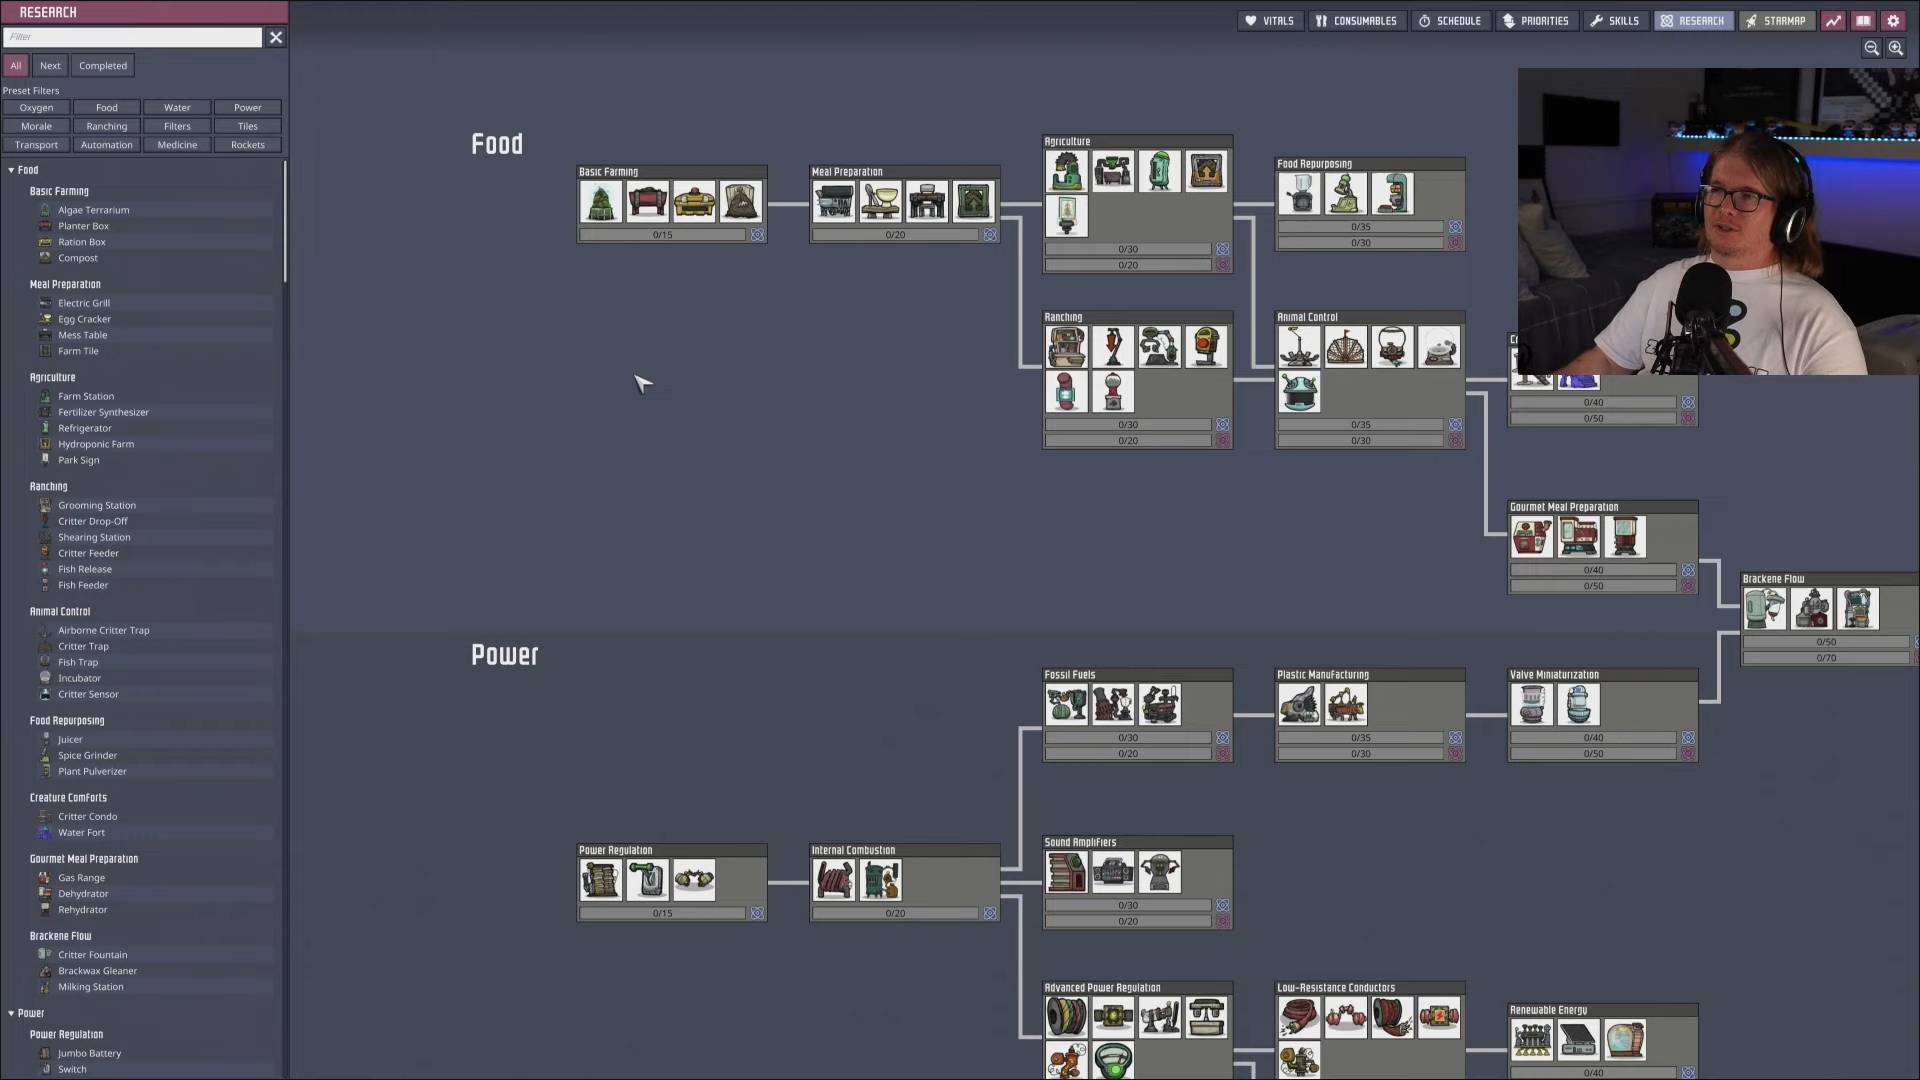 RESEARCH
Filter
All Next Completed
Preset Filters
Oxygen Food Water Power
Morale Ranching Filters Tiles
Transport Automation Medicine Rockets
Food
Basic Farming
Algae Terrarium
Planter Box
Ration Box
Compost
Meal Preparation
Electric Grill
Egg Cracker
Mess Table
Farm Tile
Agriculture
Farm Station
Fertilizer Synthesizer
Refrigerator
Hydroponic Farm
Park Sign
Ranching
Grooming Station
Critter Drop-Off
Shearing Station
Critter Feeder
Fish Release
Fish Feeder
Animal Control
Airborne Critter Trap
Critter Trap
Fish Trap
Incubator
Critter Sensor
Food Repurposing
Juicer
Spice Grinder
Plant Pulverizer
Creature Comforts
Critter Condo
Water Fort
Gourmet Meal Preparation
Gas Range
Dehydrator
Rehydrator
Brackene Flow
Critter Fountain
Brackwax Gleaner
Milking Station
Power
Power Regulation
Jumbo Battery
Switch
VITALS CONSUMABLES SCHEDULE PRIORITIES SKILLS RESEARCH STARMAP
Food
Basic Farming
0/15
Meal Preparation
0/20
Agriculture
0/30
0/20
Food Repurposing
0/35
0/30
Ranching
0/30
0/20
Animal Control
0/35
0/30
0/40
0/50
Gourmet Meal Preparation
0/40
0/50
Brackene Flow
0/50
0/70
Power
Fossil Fuels
0/30
0/20
Plastic Manufacturing
0/35
0/30
Valve Miniaturization
0/40
0/50
Power Regulation
0/15
Internal Combustion
0/20
Sound Amplifiers
0/30
0/20
Advanced Power Regulation
Low-Resistance Conductors
Renewable Energy
0/40